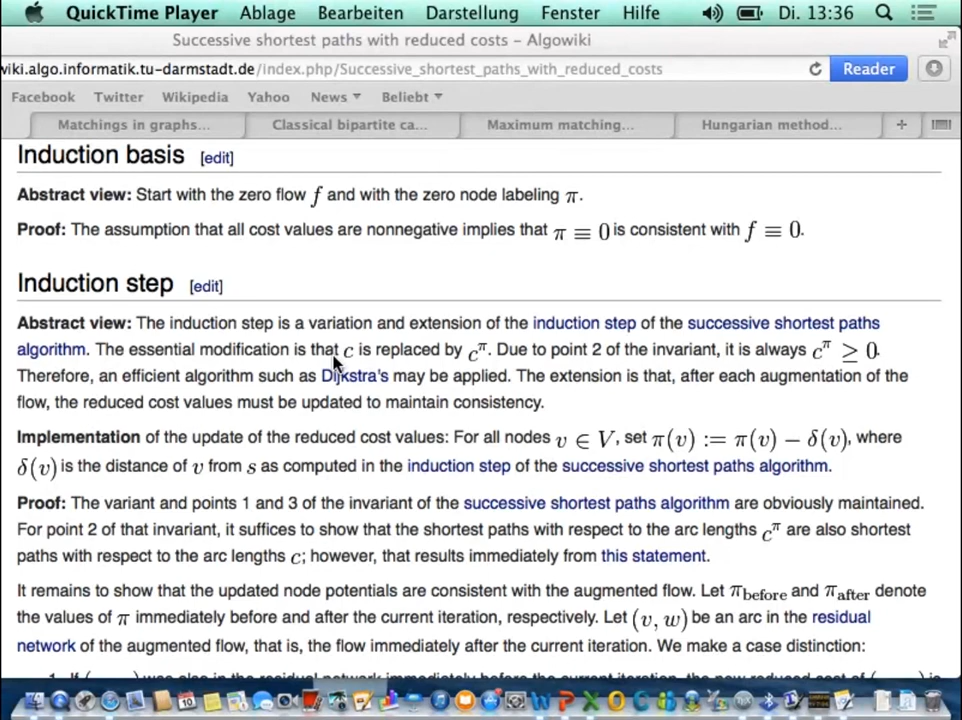 QuickTime Player Ablage Bearbeiten Darstellung Fenster Hilfe Di. 13:36
Successive shortest paths with reduced costs – Algowiki
wiki.algo.informatik.tu-darmstadt.de/index.php/Successive_shortest_paths_with_reduced_costs Reader
Facebook Twitter Wikipedia Yahoo News ▾ Beliebt ▾
Matchings in graphs... Classical bipartite ca... Maximum matching... Hungarian method... +
Induction basis [edit]
Abstract view: Start with the zero flow f and with the zero node labeling π.
Proof: The assumption that all cost values are nonnegative implies that π ≡ 0 is consistent with f ≡ 0.
Induction step [edit]
Abstract view: The induction step is a variation and extension of the induction step of the successive shortest paths
algorithm. The essential modification is that c is replaced by c^π. Due to point 2 of the invariant, it is always c^π ≥ 0.
Therefore, an efficient algorithm such as Dijkstra's may be applied. The extension is that, after each augmentation of the
flow, the reduced cost values must be updated to maintain consistency.
Implementation of the update of the reduced cost values: For all nodes v ∈ V, set π(v) := π(v) − δ(v), where
δ(v) is the distance of v from s as computed in the induction step of the successive shortest paths algorithm.
Proof: The variant and points 1 and 3 of the invariant of the successive shortest paths algorithm are obviously maintained.
For point 2 of that invariant, it suffices to show that the shortest paths with respect to the arc lengths c^π are also shortest
paths with respect to the arc lengths c; however, that results immediately from this statement.
It remains to show that the updated node potentials are consistent with the augmented flow. Let π_before and π_after denote
the values of π immediately before and after the current iteration, respectively. Let (v, w) be an arc in the residual
network of the augmented flow, that is, the flow immediately after the current iteration. We make a case distinction: